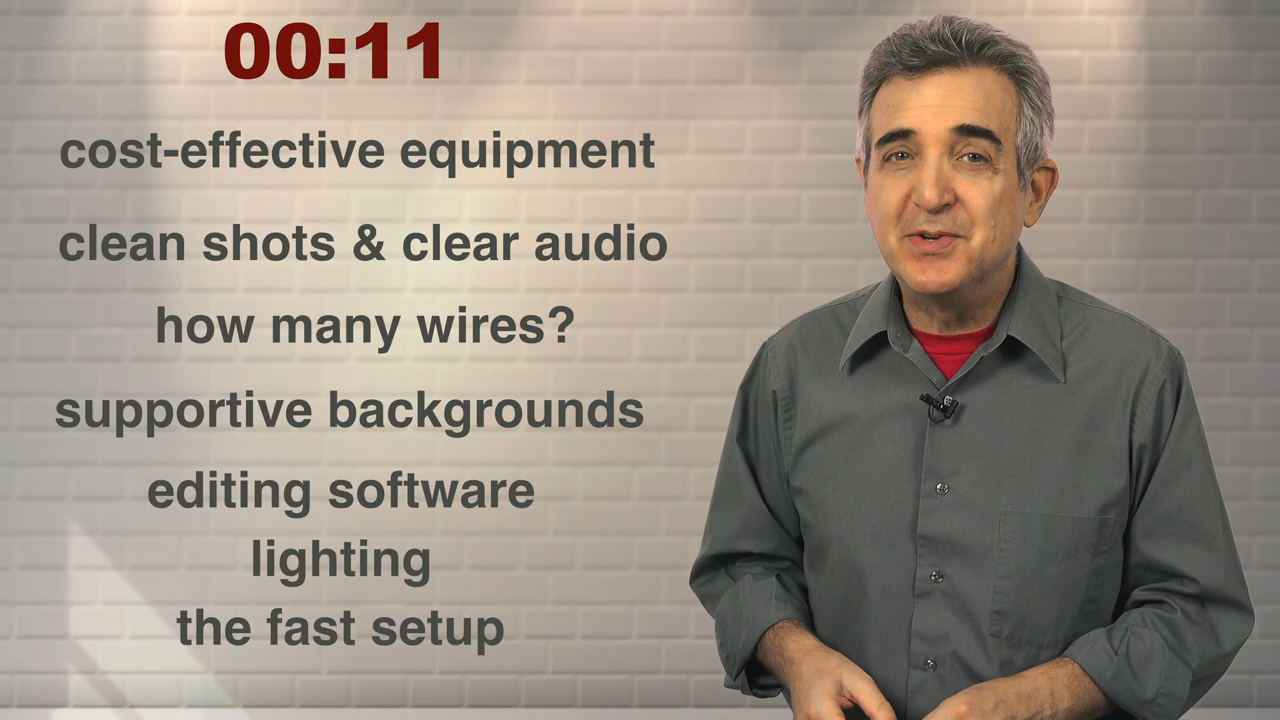 00:11
cost-effective equipment
clean shots & clear audio
how many wires?
supportive backgrounds
editing software
lighting
the fast setup